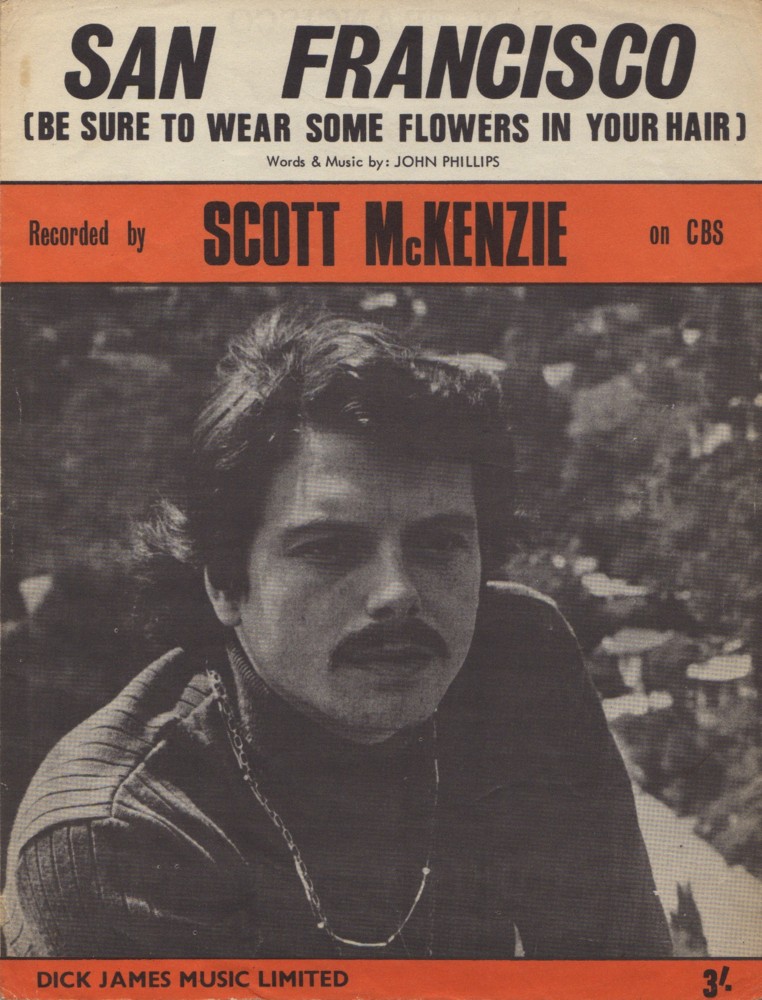 SAN FRANCISCO
(BE SURE TO WEAR SOME FLOWERS IN YOUR HAIR)
Words & Music by: JOHN PHILLIPS
Recorded by SCOTT McKENZIE on CBS
DICK JAMES MUSIC LIMITED 3/-